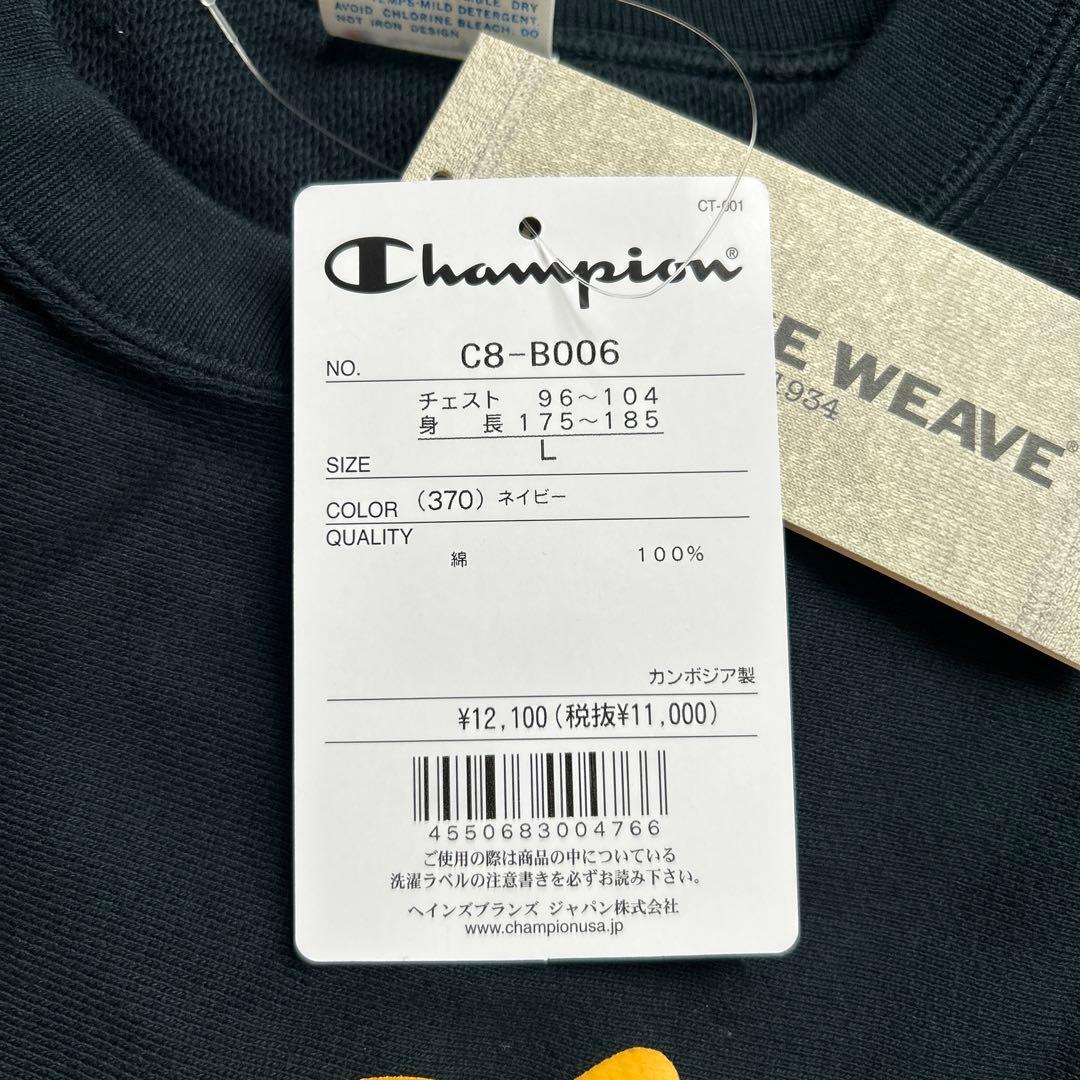 TEMPS-MILD DETERGENT.
AVOID CHLORINE BLEACH. DO
NOT IRON DESIGN
CT-001
Champion®
NO. C8-B006
チェスト 96～104
身長 175～185
SIZE L
COLOR (370) ネイビー
QUALITY
綿 100%
カンボジア製
¥12,100(税抜¥11,000)
4550683004766
ご使用の際は商品の中についている
洗濯ラベルの注意書きを必ずお読み下さい。
ヘインズブランズ ジャパン株式会社
www.championusa.jp
E WEAVE®
1934